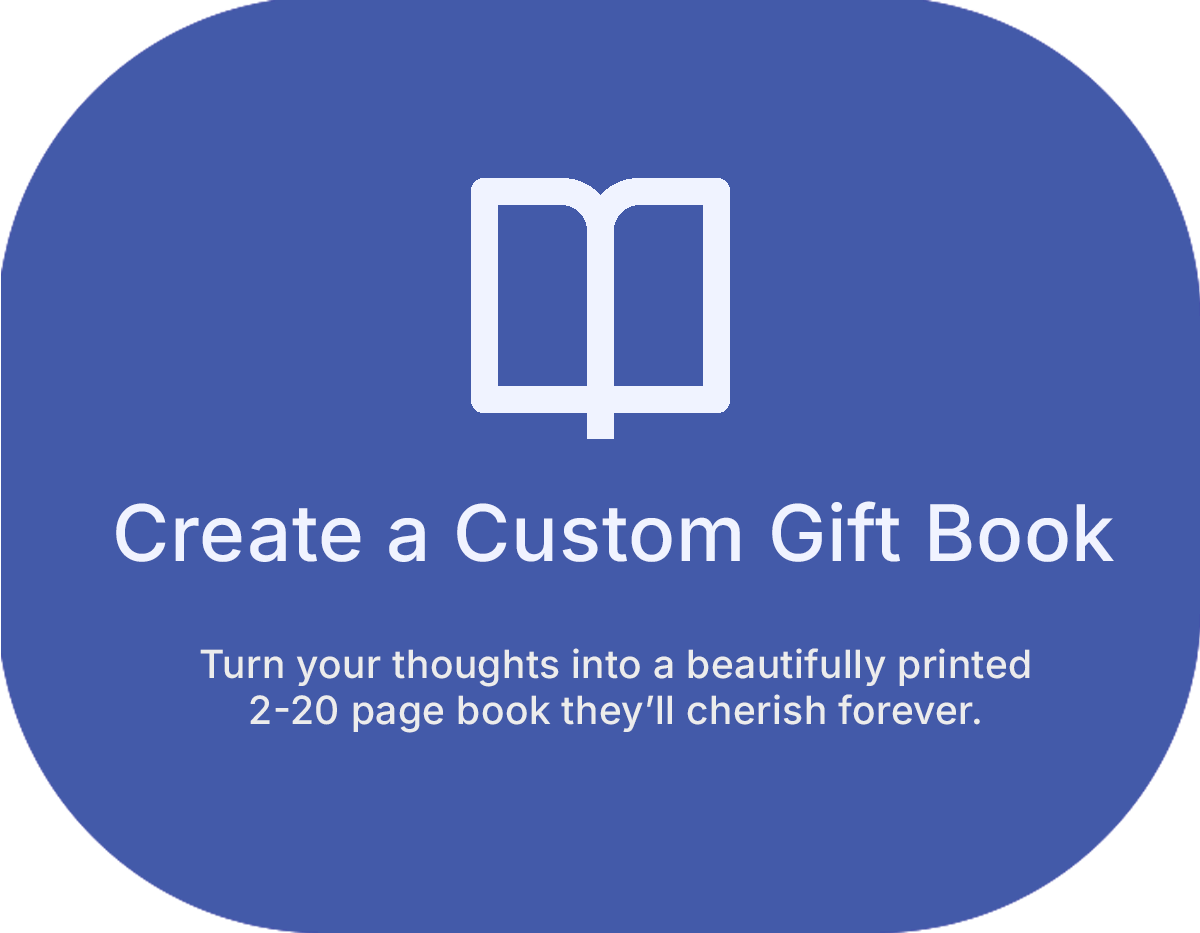 Create a Custom Gift Book
Turn your thoughts into a beautifully printed
2-20 page book they’ll cherish forever.